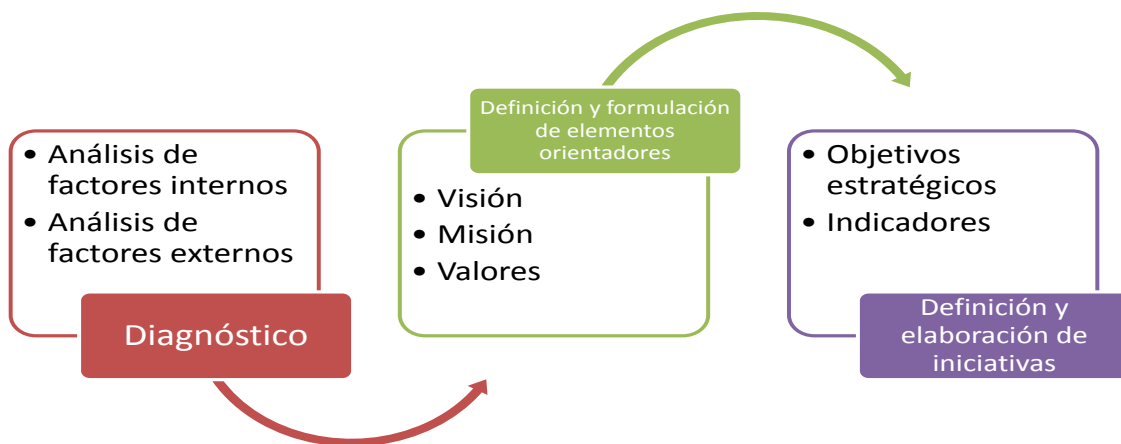 • Análisis de
factores internos
• Análisis de
factores externos
Diagnóstico
Definición y formulación
de elementos
orientadores
• Visión
• Misión
• Valores
• Objetivos
estratégicos
• Indicadores
Definición y
elaboración de
iniciativas